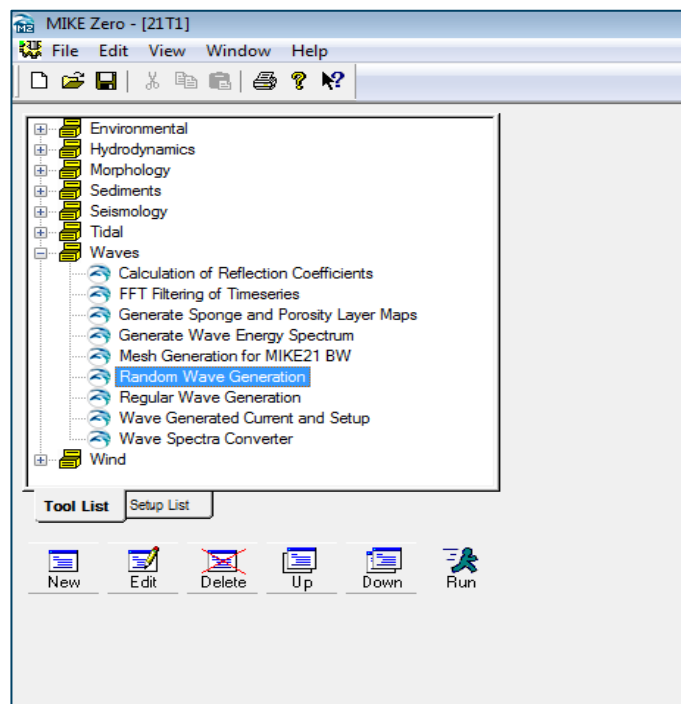 MIKE Zero - [21T1]
File Edit View Window Help
Environmental
Hydrodynamics
Morphology
Sediments
Seismology
Tidal
Waves
Calculation of Reflection Coefficients
FFT Filtering of Timeseries
Generate Sponge and Porosity Layer Maps
Generate Wave Energy Spectrum
Mesh Generation for MIKE21 BW
Random Wave Generation
Regular Wave Generation
Wave Generated Current and Setup
Wave Spectra Converter
Wind
Tool List Setup List
New Edit Delete Up Down Run